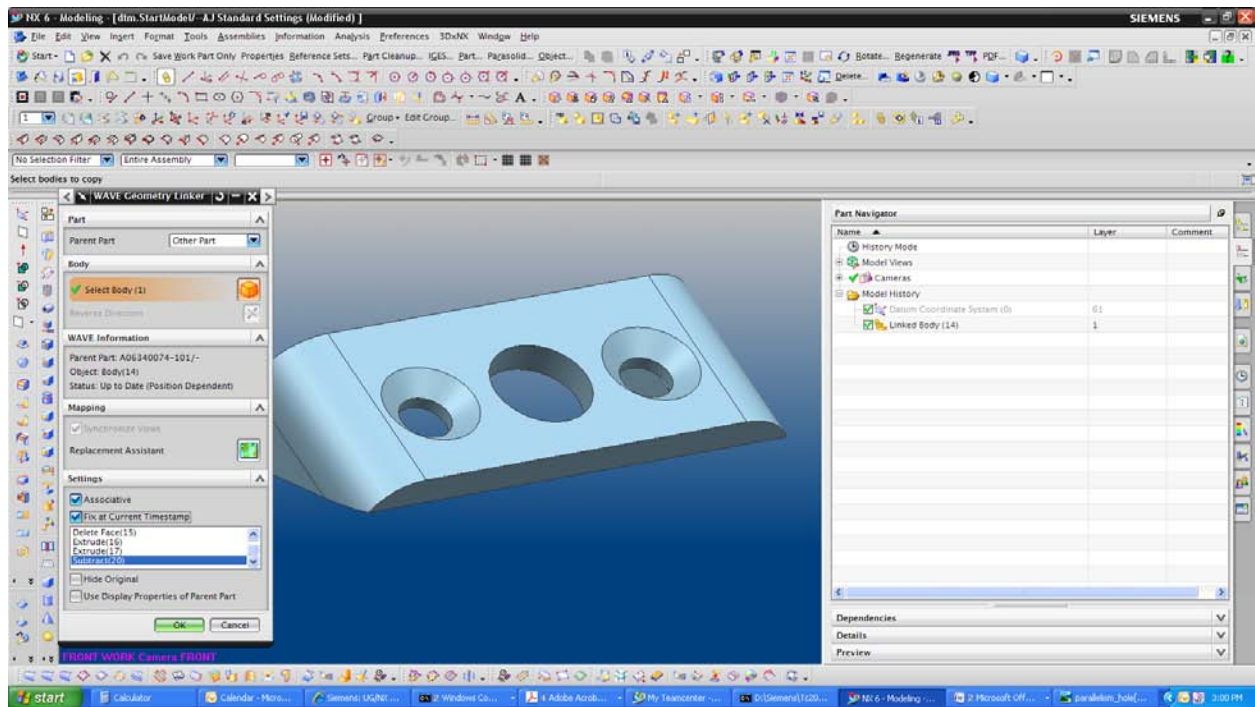 NX 6 - Modeling - [dtm.StartModel/--AJ Standard Settings (Modified) ]
SIEMENS
File Edit View Insert Format Tools Assemblies Information Analysis Preferences 3DxNX Window Help
Start Save Work Part Only Properties Reference Sets... Part Cleanup... IGES... Part... Parasolid... Object... Rotate... Regenerate PDF...
Delete...
1 Group Edit Group...
No Selection Filter Entire Assembly
Select bodies to copy
WAVE Geometry Linker
Part
Parent Part Other Part
Body
Select Body (1)
Reverse Directions
WAVE Information
Parent Part: A06340074-101/-
Object: Body(14)
Status: Up to Date (Position Dependent)
Mapping
Synchronize Views
Replacement Assistant
Settings
Associative
Fix at Current Timestamp
Delete Face(15)
Extrude(16)
Extrude(17)
Subtract(20)
Hide Original
Use Display Properties of Parent Part
OK Cancel
FRONT WORK Camera FRONT
Part Navigator
Name Layer Comment
History Mode
Model Views
Cameras
Model History
Datum Coordinate System (0) 61
Linked Body (14) 1
Dependencies
Details
Preview
start Calculator Calendar - Micro... Siemens: UG/NX: ... 2 Windows Co... 4 Adobe Acrob... My Teamcenter -... D:\Siemens\Tc20... NX 6 - Modeling -... 2 Microsoft Off... parallelism_hole[... 3:00 PM